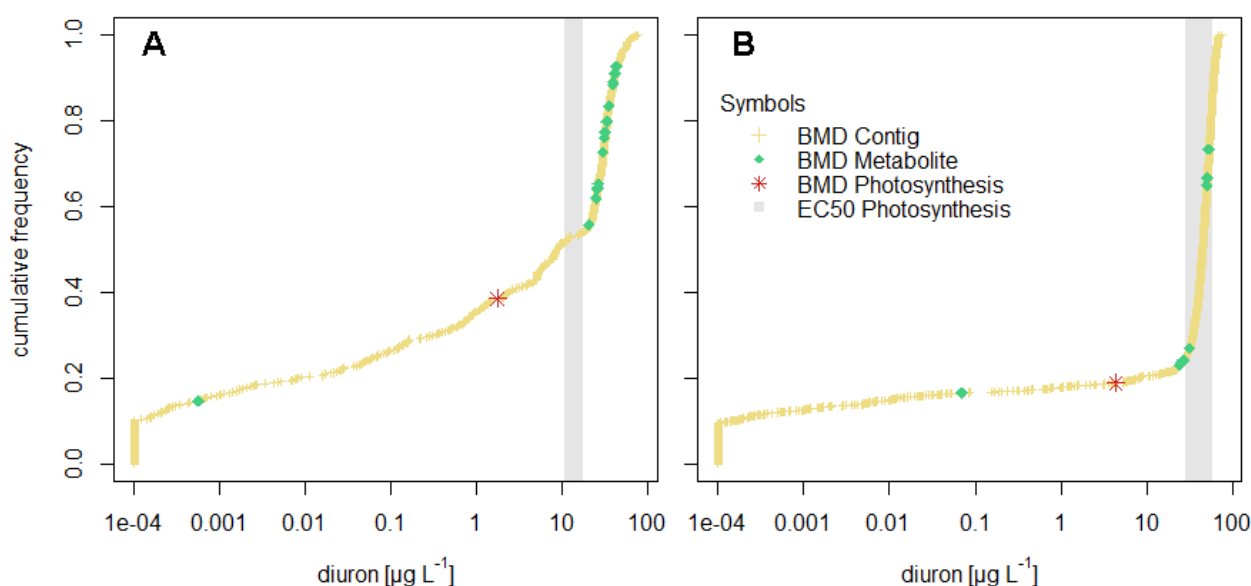 A
B
cumulative frequency
1.0
0.8
0.6
0.4
0.2
0.0
Symbols
BMD Contig
BMD Metabolite
BMD Photosynthesis
EC50 Photosynthesis
1e-04 0.001 0.01 0.1 1 10 100
1e-04 0.001 0.01 0.1 1 10 100
diuron [µg L⁻¹]
diuron [µg L⁻¹]